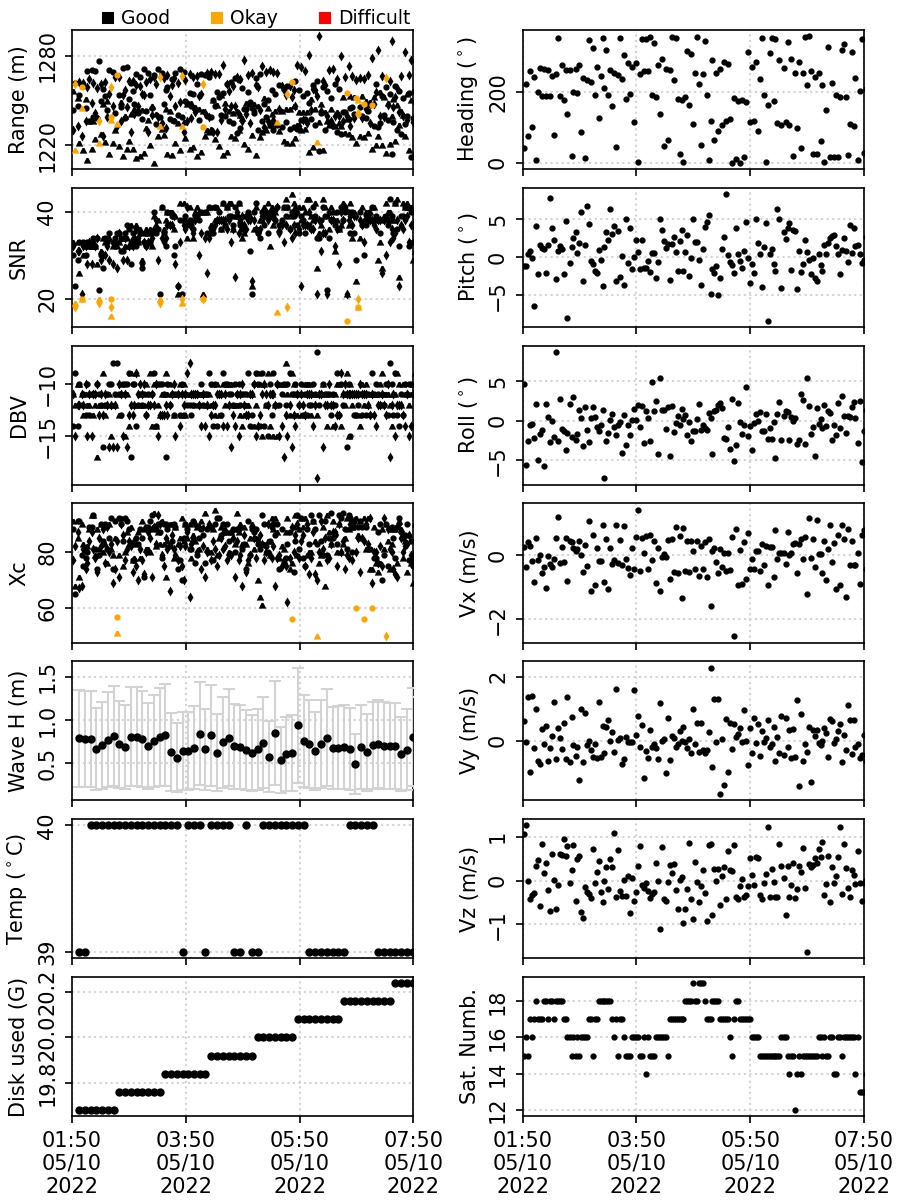 Good Okay Difficult
Range (m)
1280
1220
Heading (°)
200
0
SNR
40
20
Pitch (°)
5
0
−5
DBV
−10
−15
Roll (°)
5
0
−5
Xc
80
60
Vx (m/s)
0
−2
Wave H (m)
1.5
1.0
0.5
Vy (m/s)
2
0
Temp (°C)
40
39
Vz (m/s)
1
0
−1
Disk used (G)
20.2
20.0
19.8
Sat. Numb.
18
16
14
12
01:50 03:50 05:50 07:50 01:50 03:50 05:50 07:50
05/10 05/10 05/10 05/10 05/10 05/10 05/10 05/10
2022 2022 2022 2022 2022 2022 2022 2022